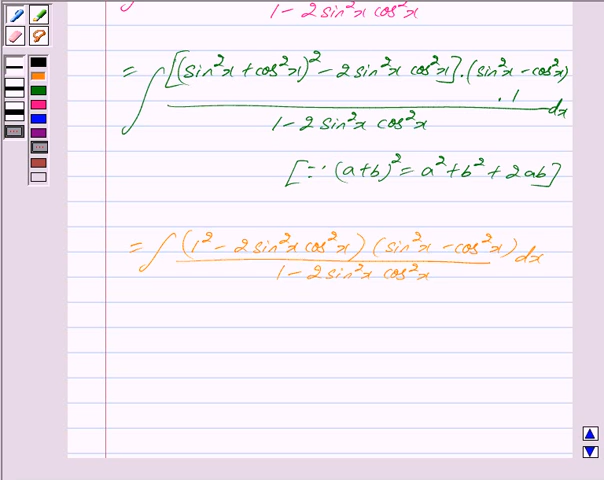 1 - 2 sin²x cos²x
= ∫ [(sin²x + cos²x)² - 2 sin²x cos²x] . (sin²x - cos²x)
. 1
dx
1 - 2 sin²x cos²x
[∵ (a+b)² = a² + b² + 2ab]
= ∫ (1² - 2 sin²x cos²x) (sin²x - cos²x) dx
1 - 2 sin²x cos²x